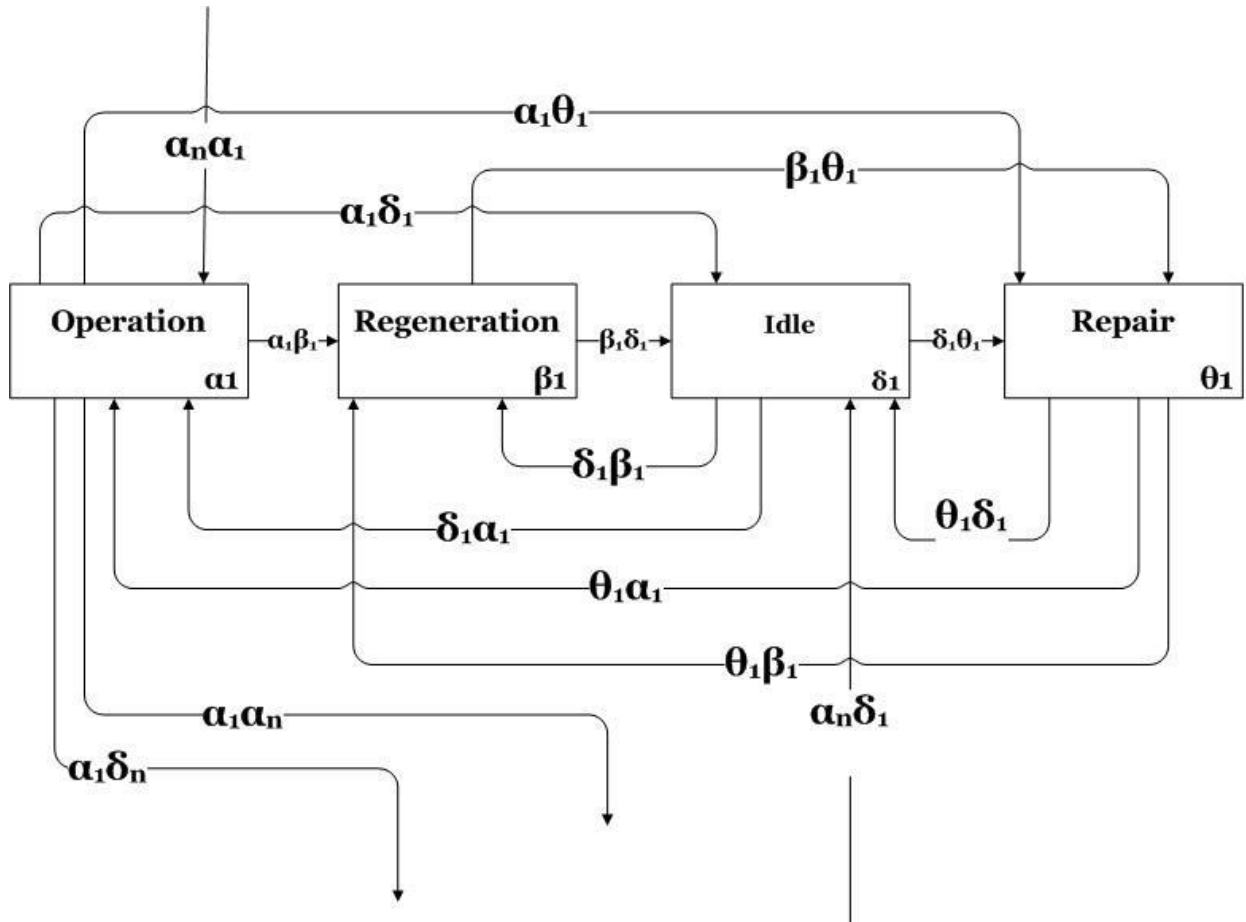 α₁θ₁
αₙα₁
β₁θ₁
α₁δ₁
Operation
α1
α₁β₁
Regeneration
β1
β₁δ₁
Idle
δ1
δ₁θ₁
Repair
θ1
δ₁β₁
θ₁δ₁
δ₁α₁
θ₁α₁
θ₁β₁
α₁αₙ
αₙδ₁
α₁δₙ